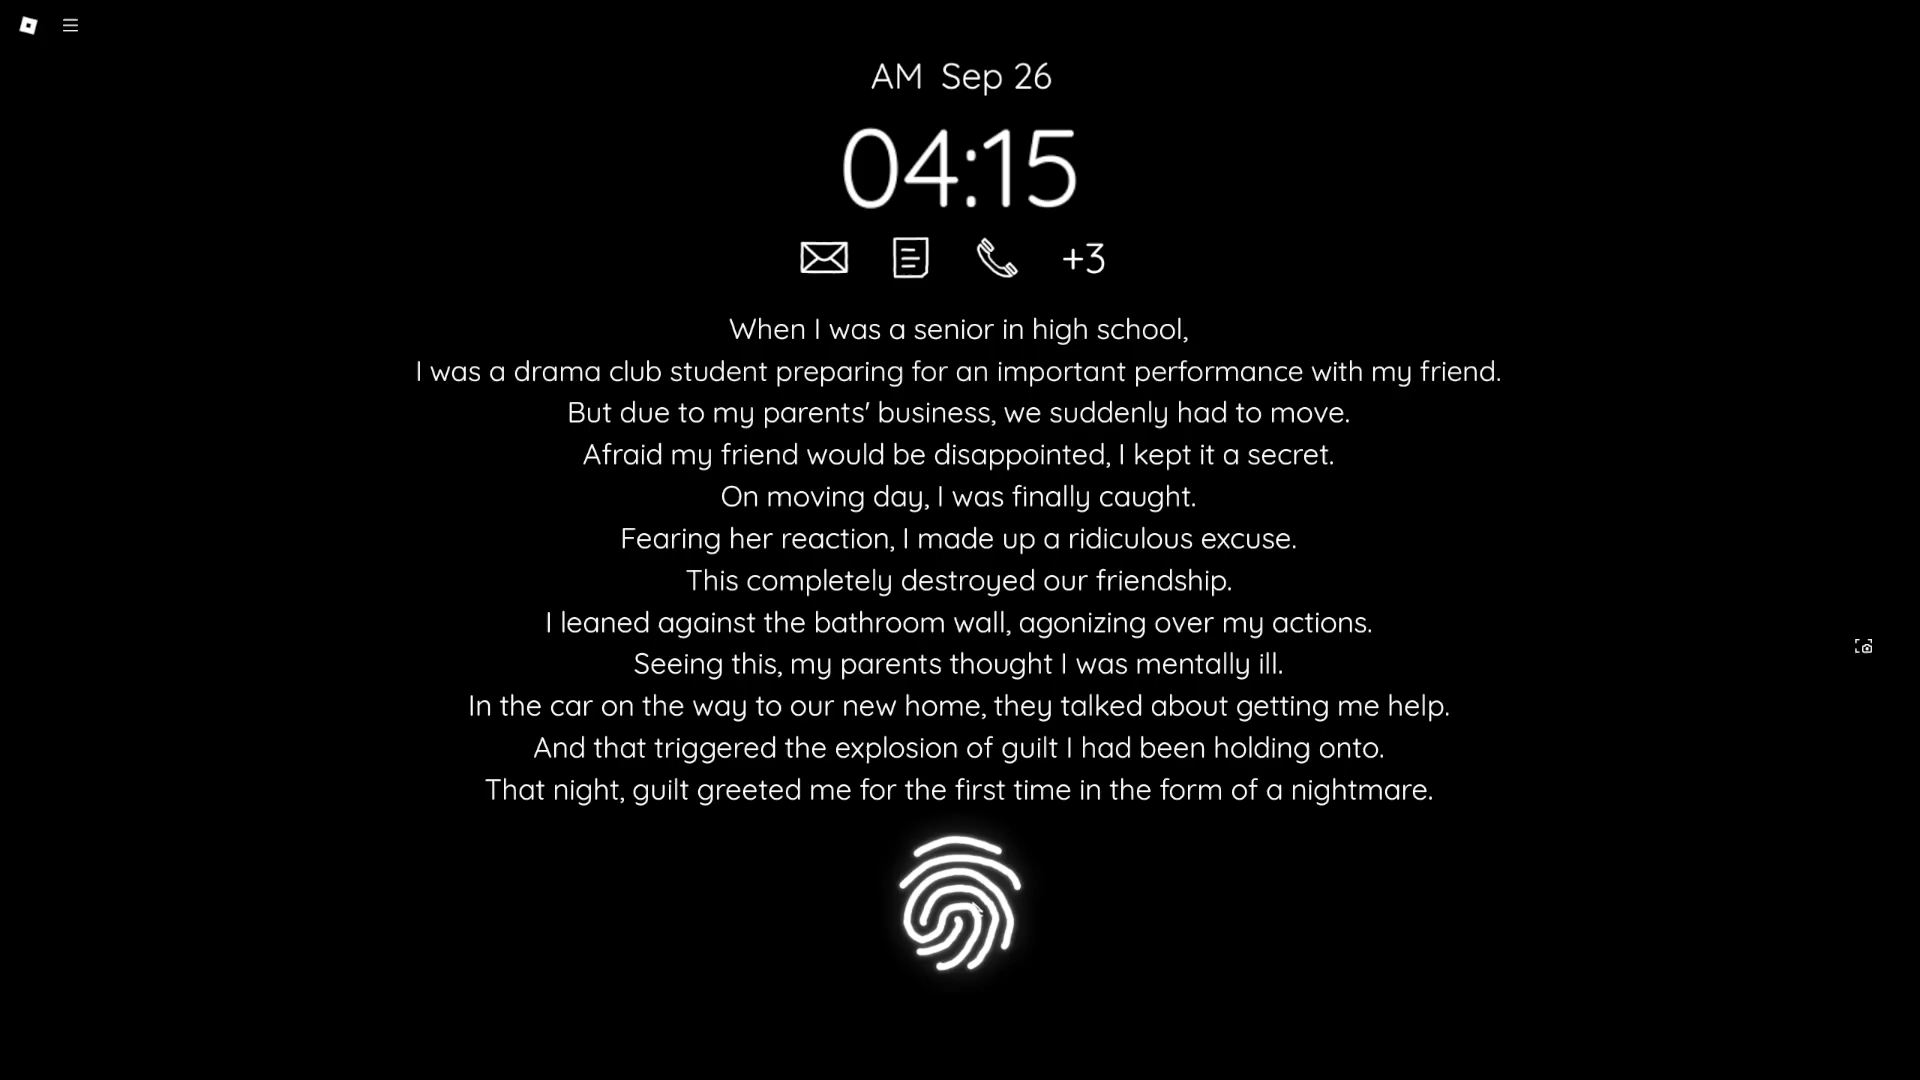 AM Sep 26
04:15
+3
When I was a senior in high school,
I was a drama club student preparing for an important performance with my friend.
But due to my parents' business, we suddenly had to move.
Afraid my friend would be disappointed, I kept it a secret.
On moving day, I was finally caught.
Fearing her reaction, I made up a ridiculous excuse.
This completely destroyed our friendship.
I leaned against the bathroom wall, agonizing over my actions.
Seeing this, my parents thought I was mentally ill.
In the car on the way to our new home, they talked about getting me help.
And that triggered the explosion of guilt I had been holding onto.
That night, guilt greeted me for the first time in the form of a nightmare.